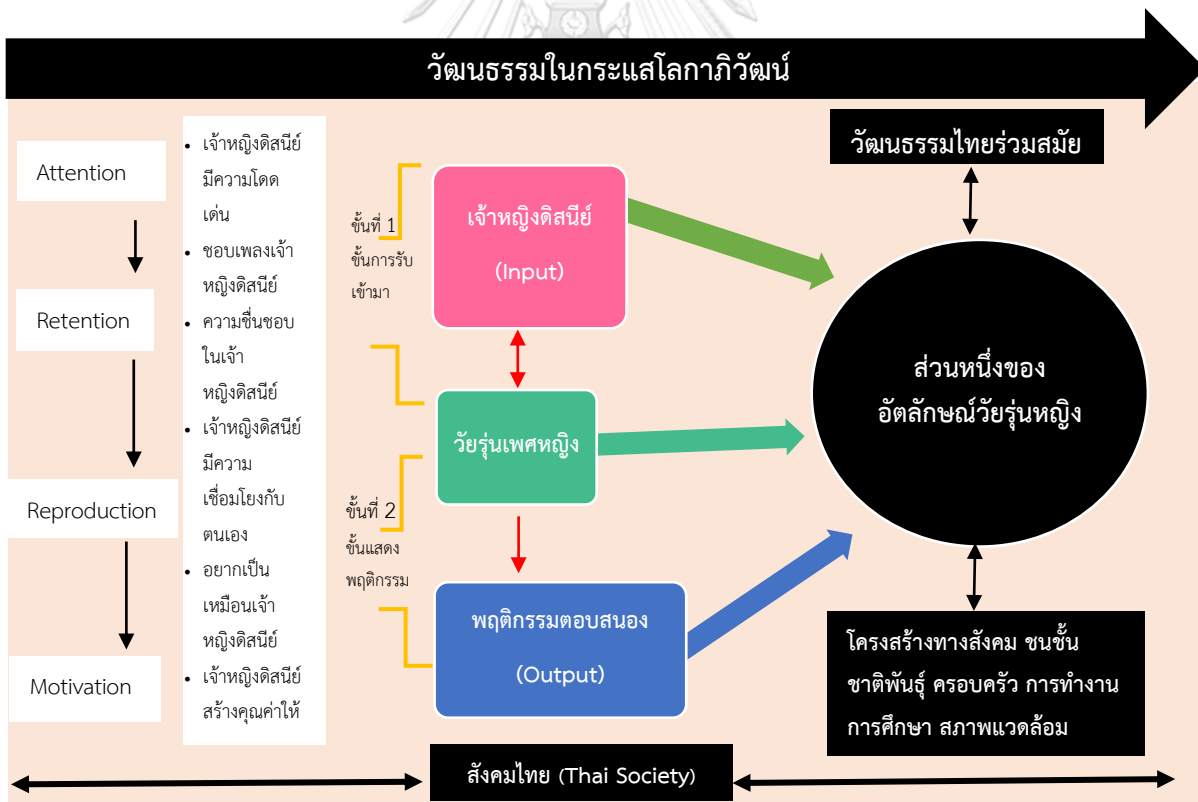 วัฒนธรรมในกระแสโลกาภิวัฒน์
Attention
Retention
Reproduction
Motivation
• เจ้าหญิงดิสนีย์
มีความโดด
เด่น
• ชอบเพลงเจ้า
หญิงดิสนีย์
• ความชื่นชอบ
ในเจ้า
หญิงดิสนีย์
• เจ้าหญิงดิสนีย์
มีความ
เชื่อมโยงกับ
ตนเอง
• อยากเป็น
เหมือนเจ้า
หญิงดิสนีย์
• เจ้าหญิงดิสนีย์
สร้างคุณค่าให้
ขั้นที่ 1
ขั้นการรับ
เข้ามา
ขั้นที่ 2
ขั้นแสดง
พฤติกรรม
เจ้าหญิงดิสนีย์
(Input)
วัยรุ่นเพศหญิง
พฤติกรรมตอบสนอง
(Output)
วัฒนธรรมไทยร่วมสมัย
ส่วนหนึ่งของ
อัตลักษณ์วัยรุ่นหญิง
โครงสร้างทางสังคม ชนชั้น
ชาติพันธุ์ ครอบครัว การทำงาน
การศึกษา สภาพแวดล้อม
สังคมไทย (Thai Society)